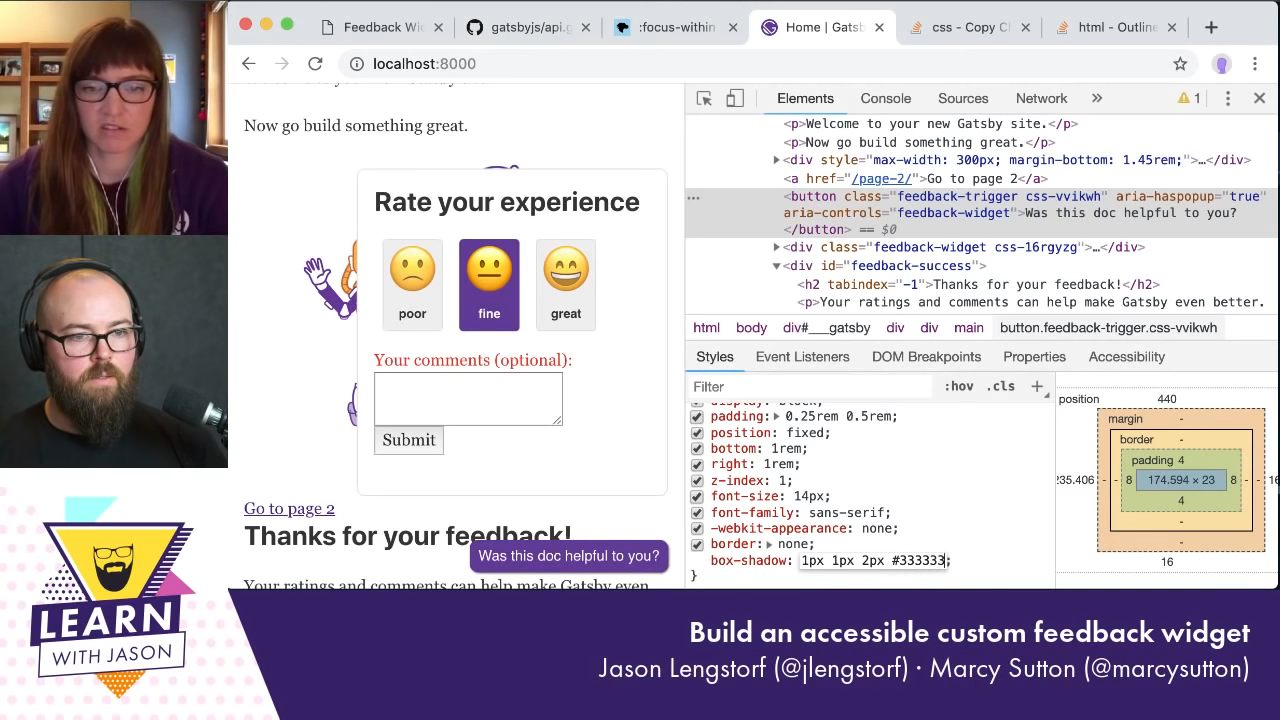 Feedback Wid
gatsbyjs/api.g
:focus-within
Home | Gatsb
css - Copy Cl
html - Outline
localhost:8000
Now go build something great.
Rate your experience
poor
fine
great
Your comments (optional):
Submit
Go to page 2
Thanks for your feedback!
Was this doc helpful to you?
Your ratings and comments can help make Gatsby even
Elements
Console
Sources
Network
1
<p>Welcome to your new Gatsby site.</p>
<p>Now go build something great.</p>
<div style="max-width: 300px; margin-bottom: 1.45rem;">…</div>
<a href="/page-2/">Go to page 2</a>
<button class="feedback-trigger css-vvikwh" aria-haspopup="true"
aria-controls="feedback-widget">Was this doc helpful to you?
</button> == $0
<div class="feedback-widget css-16rgyzg">…</div>
<div id="feedback-success">
<h2 tabindex="-1">Thanks for your feedback!</h2>
<p>Your ratings and comments can help make Gatsby even better.
html
body
div#___gatsby
div
div
main
button.feedback-trigger.css-vvikwh
Styles
Event Listeners
DOM Breakpoints
Properties
Accessibility
Filter
:hov
.cls
display: block;
padding: 0.25rem 0.5rem;
position: fixed;
bottom: 1rem;
right: 1rem;
z-index: 1;
font-size: 14px;
font-family: sans-serif;
-webkit-appearance: none;
border: none;
box-shadow: 1px 1px 2px #333333;
}
position
440
margin
-
border
-
padding 4
235.406
-
-
8
174.594 × 23
8
-
-
16
4
-
-
16
LEARN
WITH JASON
Build an accessible custom feedback widget
Jason Lengstorf (@jlengstorf) · Marcy Sutton (@marcysutton)